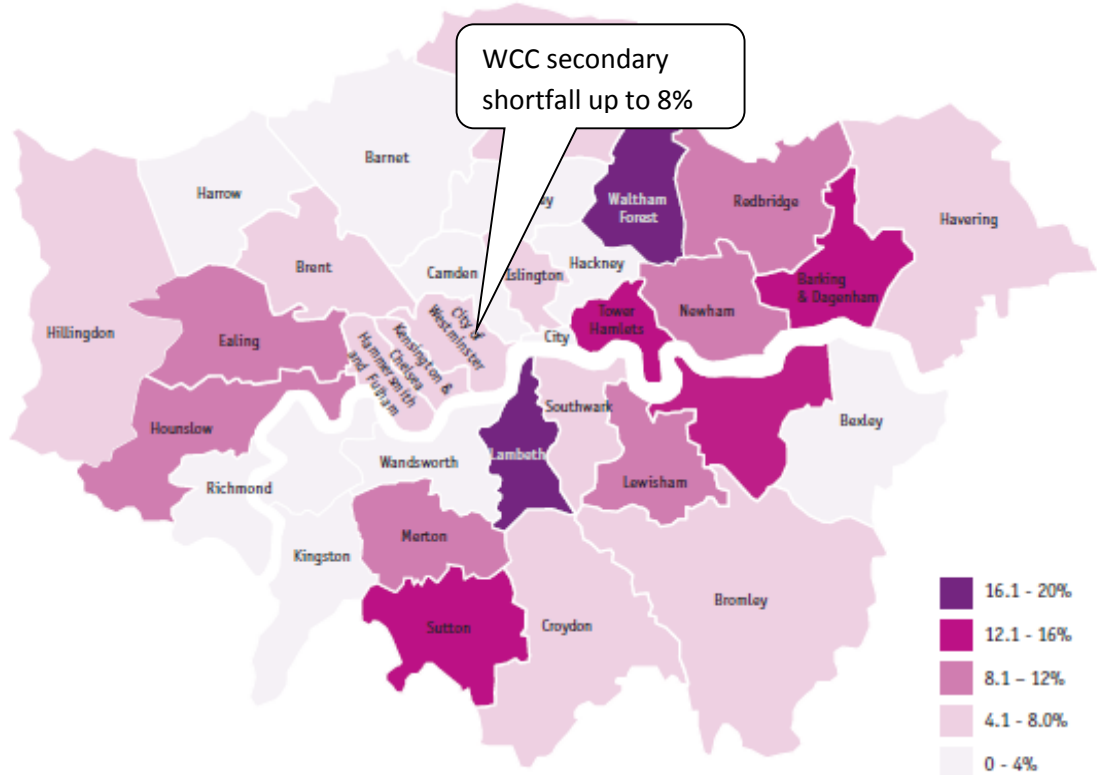 WCC secondary
shortfall up to 8%
Barnet
Harrow
Waltham
Forest
Redbridge
Havering
Brent
Camden
Islington
Hackney
Barking
& Dagenham
Hillingdon
Ealing
City of
Westminster
Kensington &
Chelsea
Hammersmith
and Fulham
City
Tower
Hamlets
Newham
Hounslow
Southwark
Bexley
Richmond
Wandsworth
Lambeth
Lewisham
Merton
Kingston
Sutton
Croydon
Bromley
16.1 - 20%
12.1 - 16%
8.1 – 12%
4.1 - 8.0%
0 - 4%